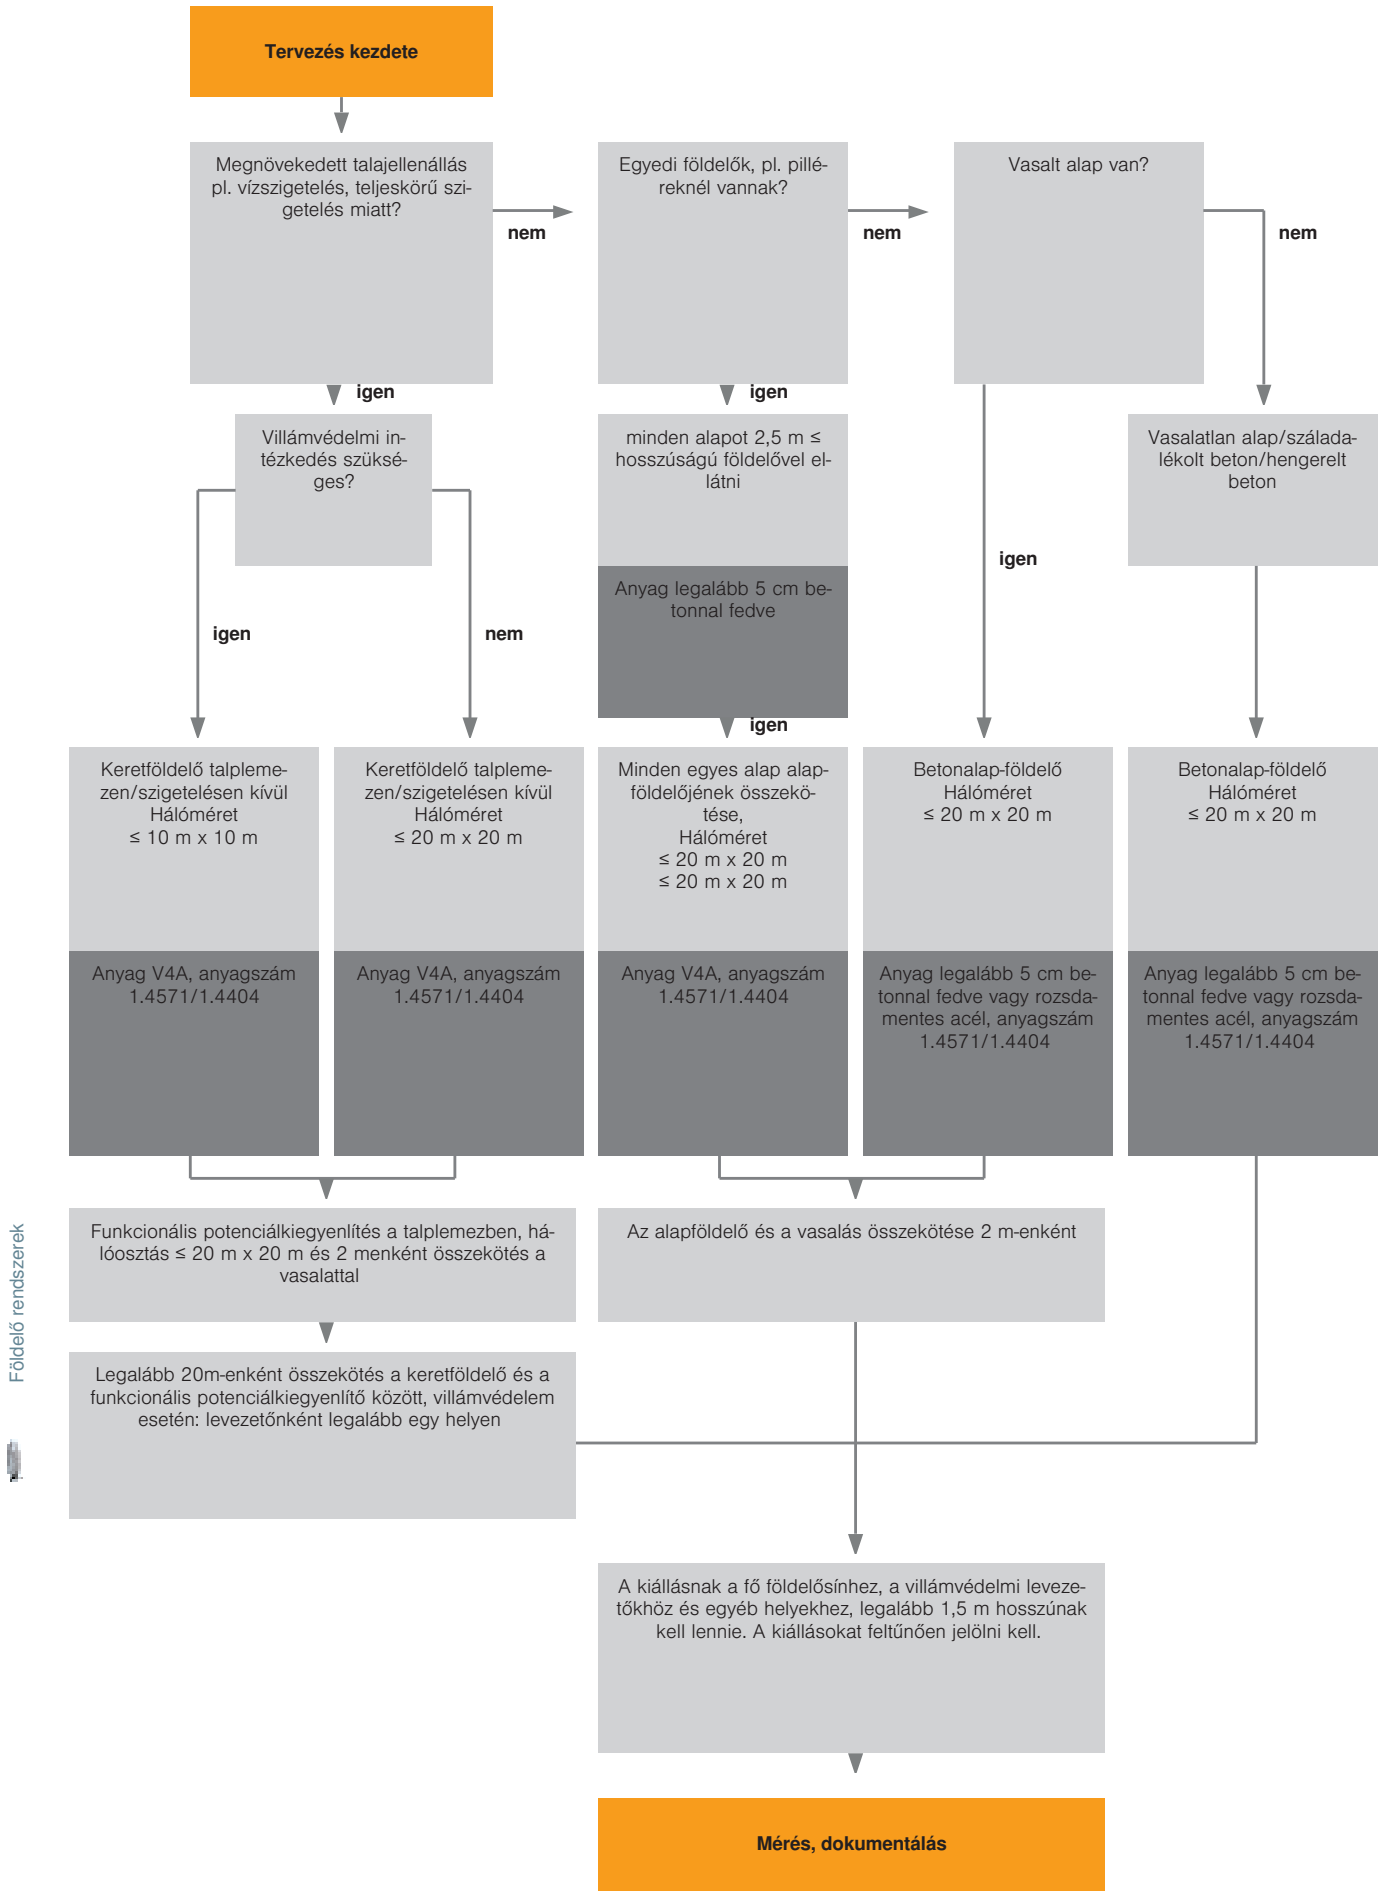 Tervezés kezdete
Megnövekedett talajellenállás
pl. vízszigetelés, teljeskörű szi-
getelés miatt?
nem
Egyedi földelők, pl. pillé-
reknél vannak?
nem
Vasalt alap van?
nem
igen
igen
Villámvédelmi in-
tézkedés szüksé-
ges?
minden alapot 2,5 m ≤
hosszúságú földelővel el-
látni
Vasalatlan alap/száladа-
lékolt beton/hengerelt
beton
igen
Anyag legalább 5 cm be-
tonnal fedve
igen
nem
igen
Keretföldelő talpleme-
zen/szigetelésen kívül
Hálóméret
≤ 10 m x 10 m
Keretföldelő talpleme-
zen/szigetelésen kívül
Hálóméret
≤ 20 m x 20 m
Minden egyes alap alap-
földelőjének összekö-
tése,
Hálóméret
≤ 20 m x 20 m
≤ 20 m x 20 m
Betonalap-földelő
Hálóméret
≤ 20 m x 20 m
Betonalap-földelő
Hálóméret
≤ 20 m x 20 m
Anyag V4A, anyagszám
1.4571/1.4404
Anyag V4A, anyagszám
1.4571/1.4404
Anyag V4A, anyagszám
1.4571/1.4404
Anyag legalább 5 cm be-
tonnal fedve vagy rozsda-
mentes acél, anyagszám
1.4571/1.4404
Anyag legalább 5 cm be-
tonnal fedve vagy rozsda-
mentes acél, anyagszám
1.4571/1.4404
Funkcionális potenciálkiegyenlítés a talplemezben, há-
lóosztás ≤ 20 m x 20 m és 2 menként összekötés a
vasalattal
Az alapföldelő és a vasalás összekötése 2 m-enként
Legalább 20m-enként összekötés a keretföldelő és a
funkcionális potenciálkiegyenlítő között, villámvédelem
esetén: levezetőnként legalább egy helyen
A kiállásnak a fő földelősínhez, a villámvédelmi leveze-
tőkhöz és egyéb helyekhez, legalább 1,5 m hosszúnak
kell lennie. A kiállásokat feltűnően jelölni kell.
Mérés, dokumentálás
Földelő rendszerek